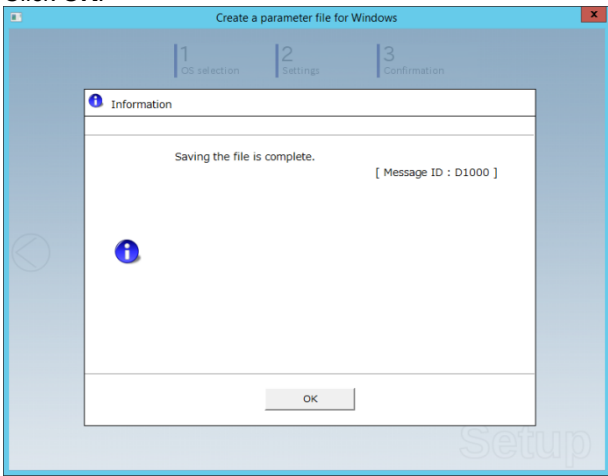 Click OK.
Create a parameter file for Windows
x
1 2 3
OS selection Settings Confirmation
Information
Saving the file is complete.
[ Message ID : D1000 ]
OK
Setup